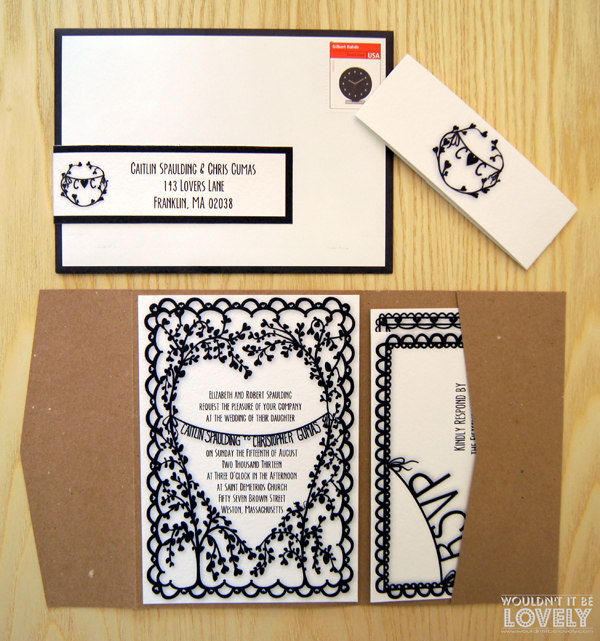 Gilbert Rohde
USA
Caitlin Spaulding & Chris Gumas
143 Lovers Lane
Franklin, MA 02038
C C
C C
Elizabeth and Robert Spaulding
request the pleasure of your company
at the wedding of their daughter
Caitlin Spaulding to Christopher Gumas
on Sunday the Fifteenth of August
Two Thousand Thirteen
at Three O'clock in the Afternoon
at Saint Demetrios Church
Fifty Seven Brown Street
Weston, Massachusetts
Kindly Respond by
RSVP
WOULDN'T IT BE
LOVELY